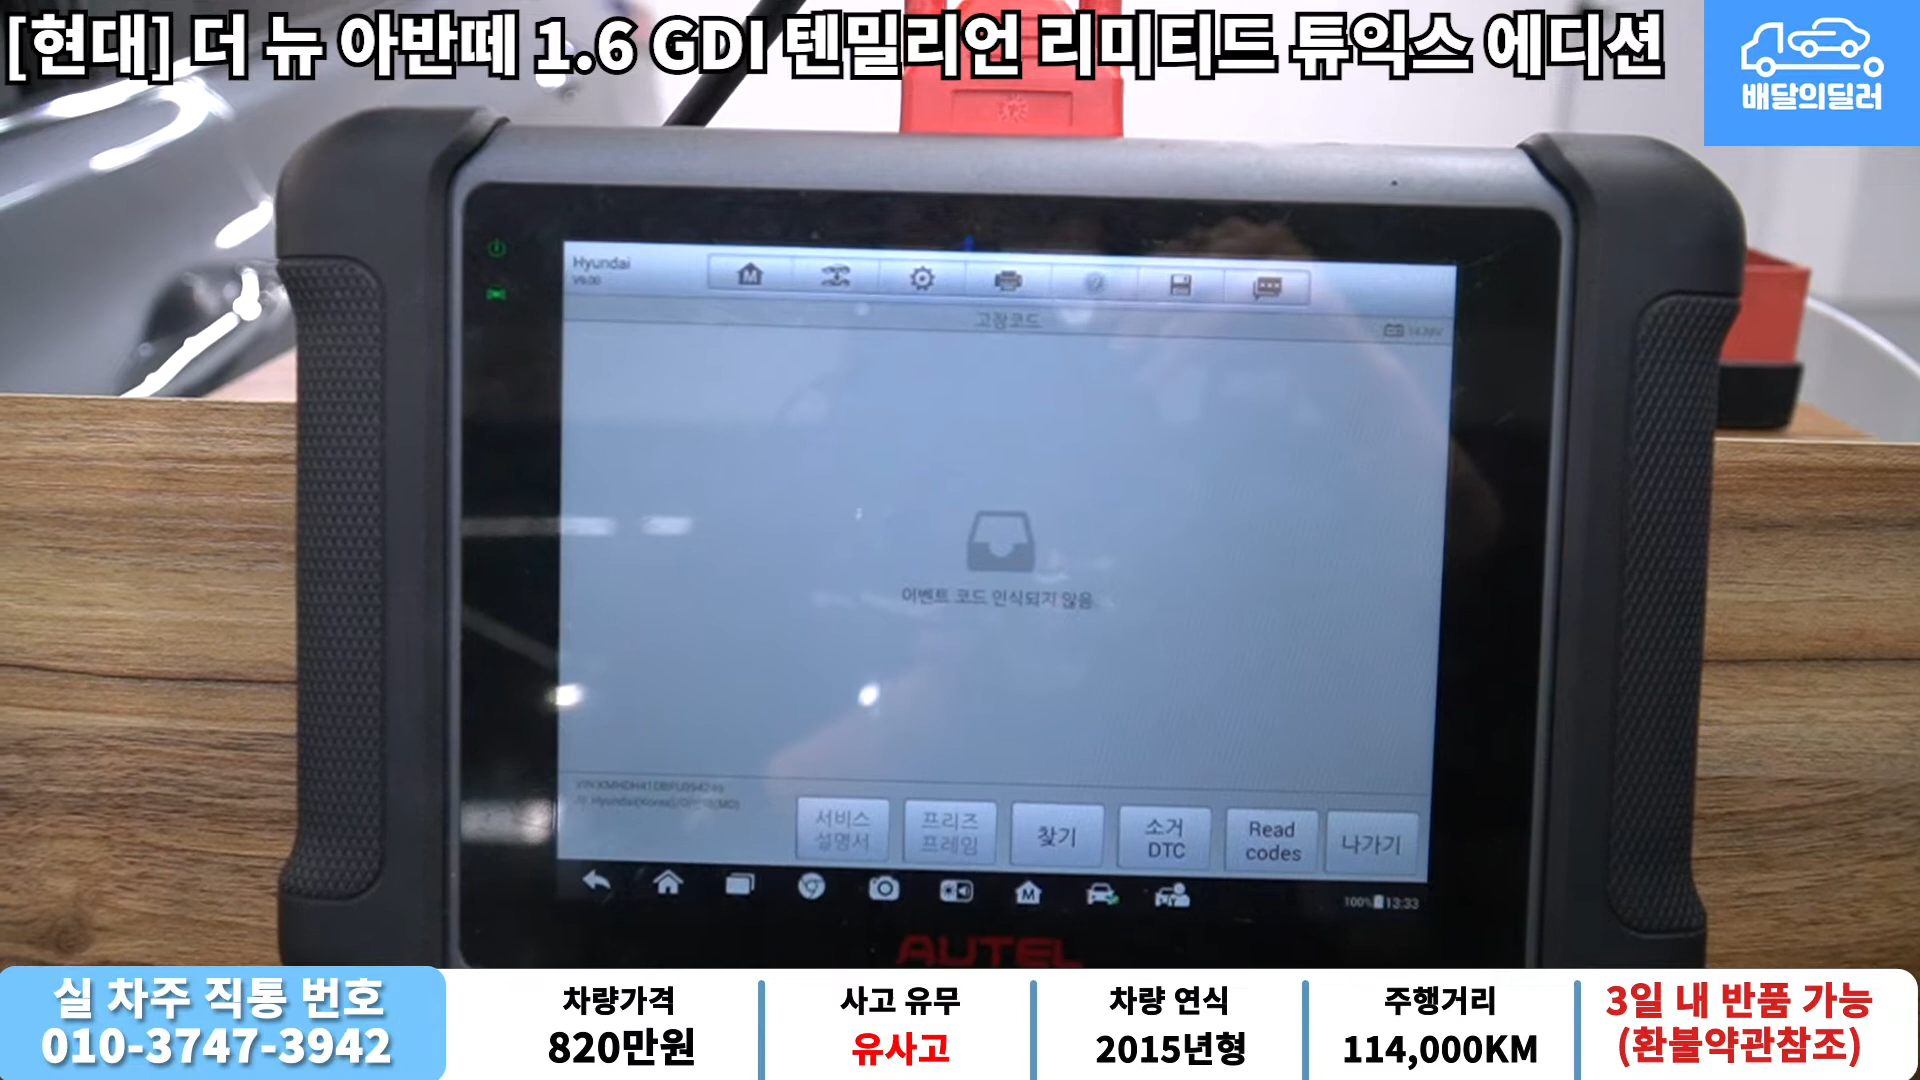 [현대] 더 뉴 아반떼 1.6 GDI 텐밀리언 리미티드 튜익스 에디션
배달의딜러
Hyundai
고장코드
이벤트 코드 인식되지 않음
서비스 설명서
프리즈 프레임
찾기
소거 DTC
Read codes
나가기
100% 13:33
AUTEL
실 차주 직통 번호
010-3747-3942
차량가격
820만원
사고 유무
유사고
차량 연식
2015년형
주행거리
114,000KM
3일 내 반품 가능
(환불약관참조)